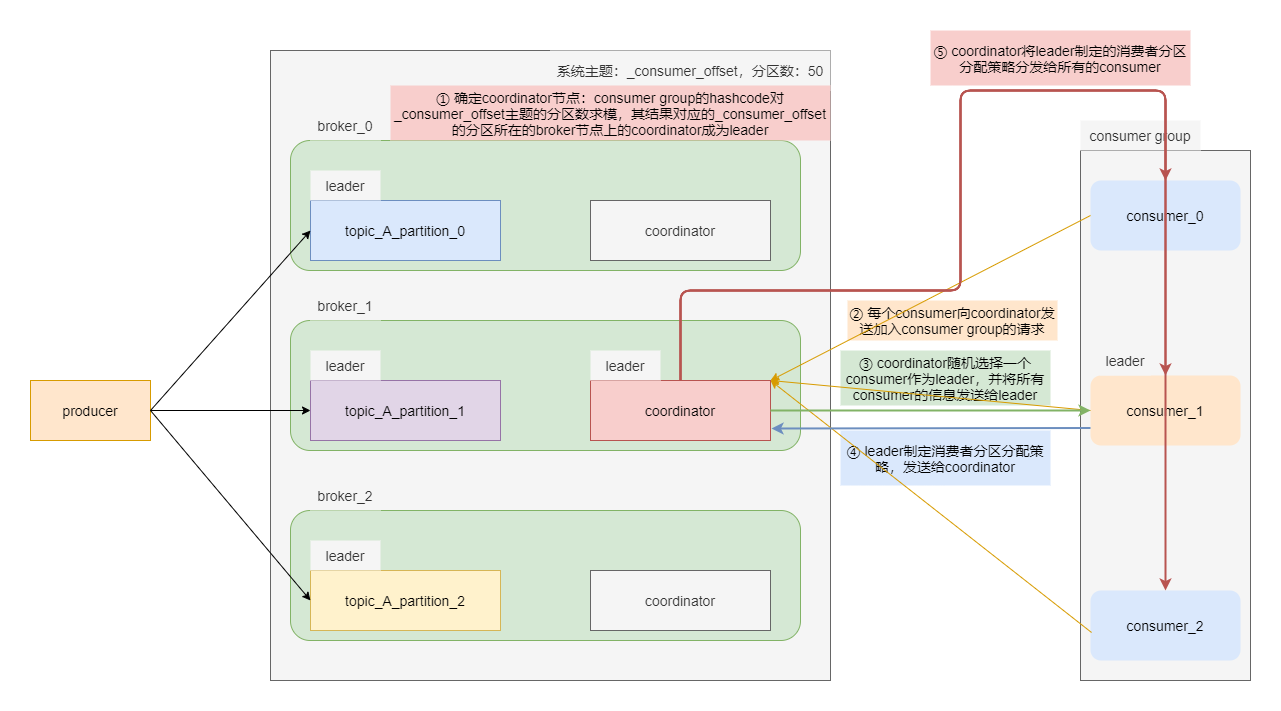 ⑤ coordinator将leader制定的消费者分区
分配策略分发给所有的consumer
系统主题：_consumer_offset，分区数：50
① 确定coordinator节点：consumer group的hashcode对
_consumer_offset主题的分区数求模，其结果对应的_consumer_offset
的分区所在的broker节点上的coordinator成为leader
broker_0
consumer group
leader
topic_A_partition_0
coordinator
consumer_0
broker_1
② 每个consumer向coordinator发
送加入consumer group的请求
leader
leader
③ coordinator随机选择一个
consumer作为leader，并将所有
consumer的信息发送给leader
leader
producer
topic_A_partition_1
coordinator
consumer_1
④ leader制定消费者分区分配策
略，发送给coordinator
broker_2
leader
topic_A_partition_2
coordinator
consumer_2